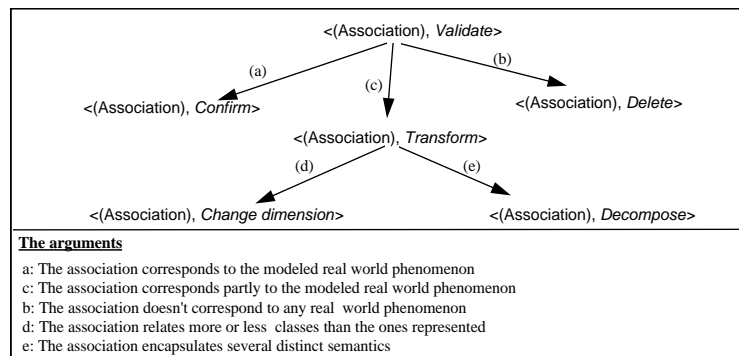 <(Association), Validate>
(a)
(b)
(c)
<(Association), Confirm>
<(Association), Delete>
<(Association), Transform>
(d)
(e)
<(Association), Change dimension>
<(Association), Decompose>
The arguments
a: The association corresponds to the modeled real world phenomenon
c: The association corresponds partly to the modeled real world phenomenon
b: The association doesn't correspond to any real world phenomenon
d: The association relates more or less classes than the ones represented
e: The association encapsulates several distinct semantics